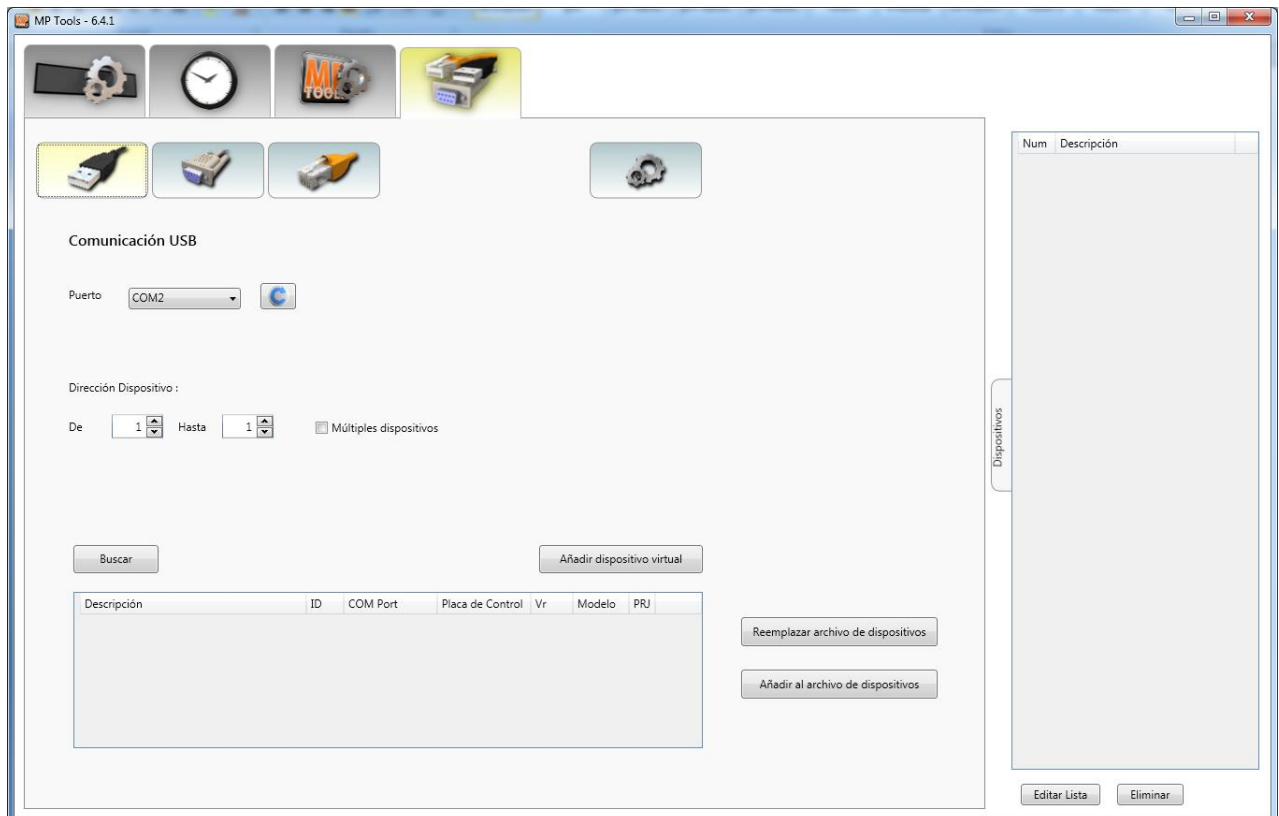 MP Tools - 6.4.1
MP
TOOL
Num Descripción
Comunicación USB
Puerto COM2
Dirección Dispositivo :
De 1 Hasta 1 Múltiples dispositivos
Dispositivos
Buscar Añadir dispositivo virtual
Descripción ID COM Port Placa de Control Vr Modelo PRJ
Reemplazar archivo de dispositivos
Añadir al archivo de dispositivos
Editar Lista Eliminar